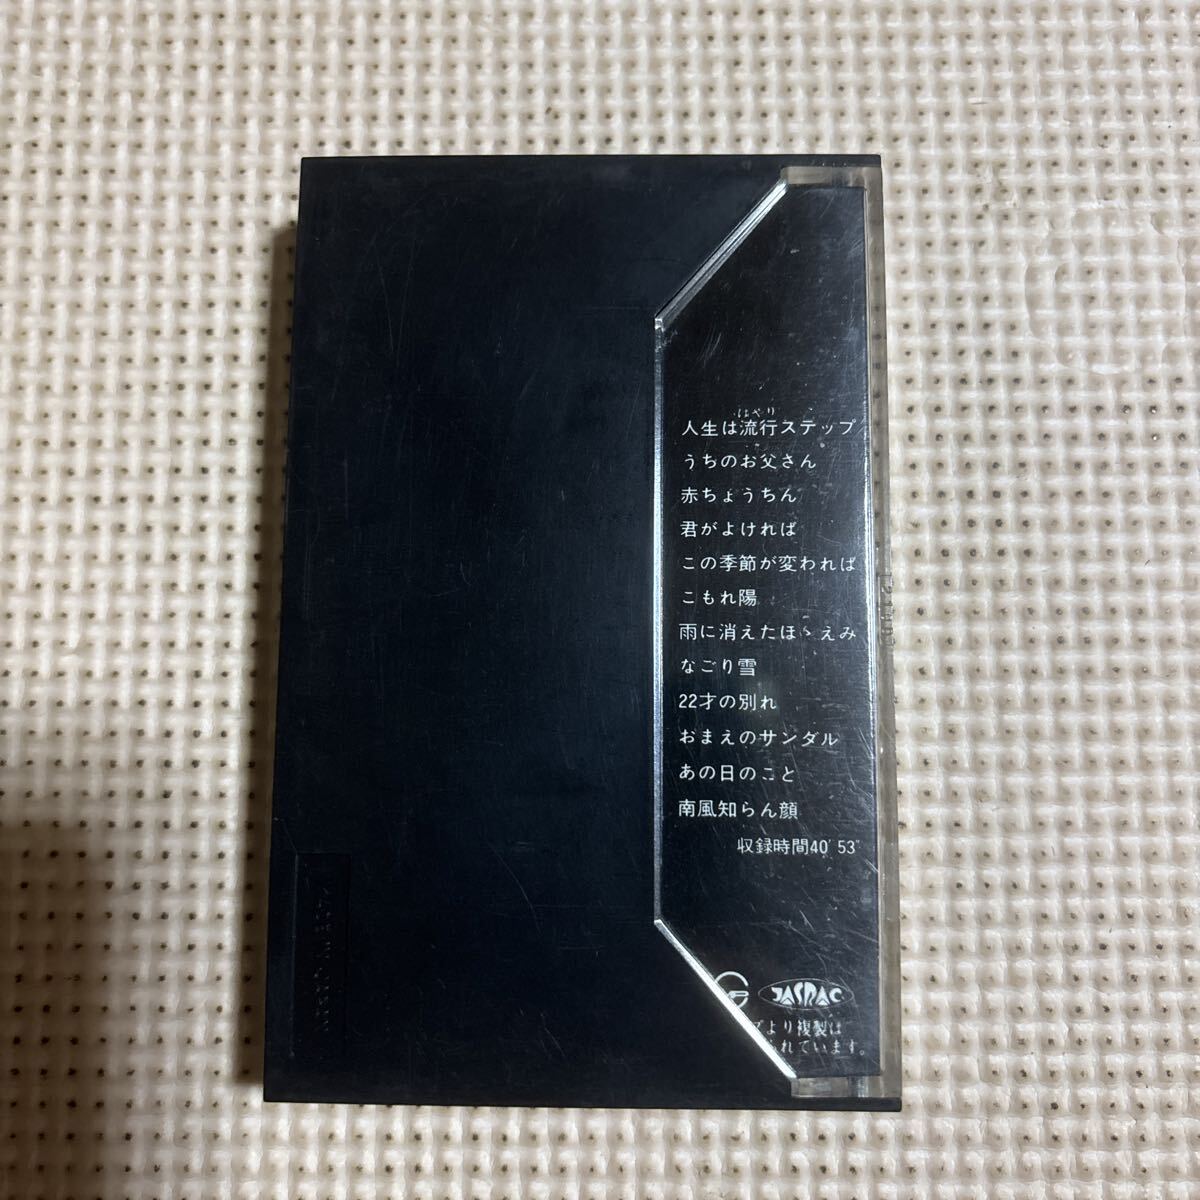 はやり
人生は流行ステップ
うちのお父さん
赤ちょうちん
君がよければ
この季節が変われば
こもれ陽
雨に消えたほゝえみ
なごり雪
22才の別れ
おまえのサンダル
あの日のこと
南風知らん顔
収録時間40′53″
JASRAC
プより複製は
られています。